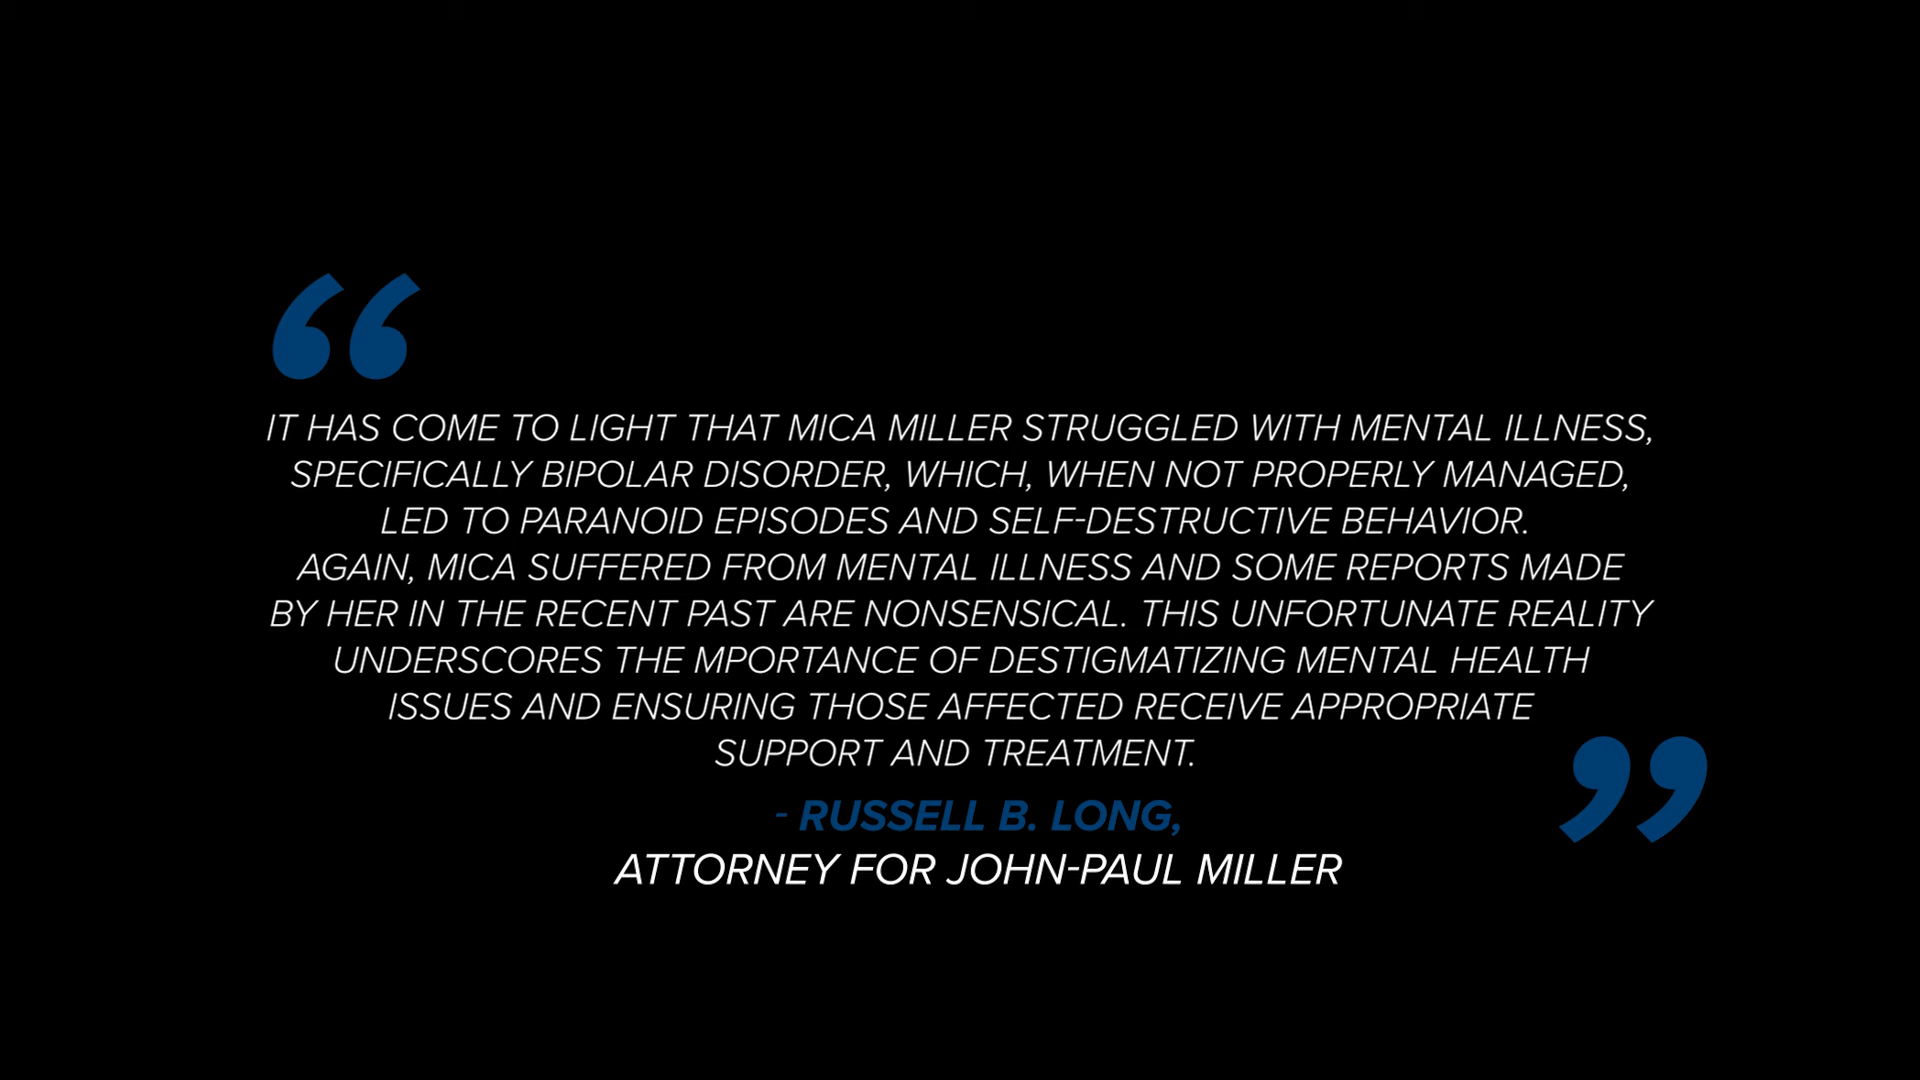 “
IT HAS COME TO LIGHT THAT MICA MILLER STRUGGLED WITH MENTAL ILLNESS,
SPECIFICALLY BIPOLAR DISORDER, WHICH, WHEN NOT PROPERLY MANAGED,
LED TO PARANOID EPISODES AND SELF-DESTRUCTIVE BEHAVIOR.
AGAIN, MICA SUFFERED FROM MENTAL ILLNESS AND SOME REPORTS MADE
BY HER IN THE RECENT PAST ARE NONSENSICAL. THIS UNFORTUNATE REALITY
UNDERSCORES THE MPORTANCE OF DESTIGMATIZING MENTAL HEALTH
ISSUES AND ENSURING THOSE AFFECTED RECEIVE APPROPRIATE
SUPPORT AND TREATMENT.
”
- RUSSELL B. LONG,
ATTORNEY FOR JOHN-PAUL MILLER